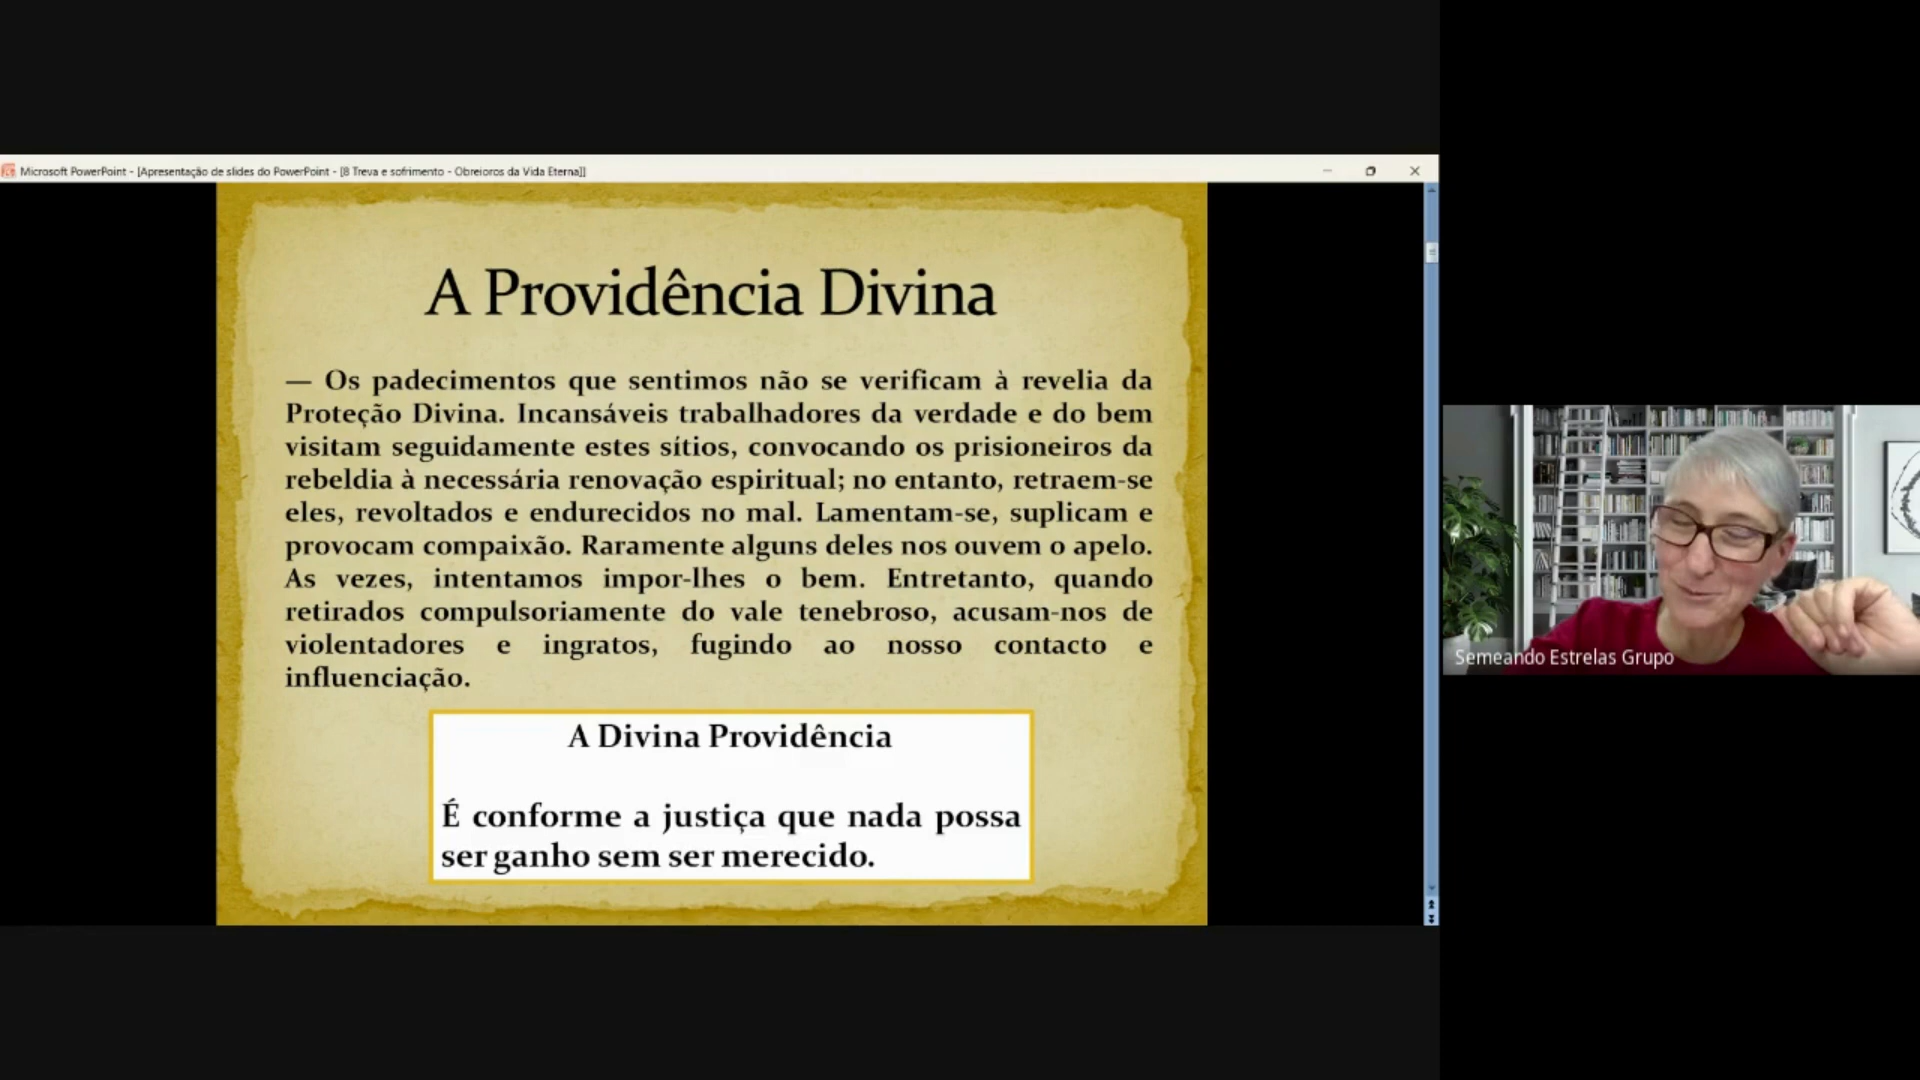 Microsoft PowerPoint - [Apresentação de slides do PowerPoint - [8 Treva e sofrimento - Obreioros da Vida Eterna]]
A Providência Divina
— Os padecimentos que sentimos não se verificam à revelia da
Proteção Divina. Incansáveis trabalhadores da verdade e do bem
visitam seguidamente estes sítios, convocando os prisioneiros da
rebeldia à necessária renovação espiritual; no entanto, retraem-se
eles, revoltados e endurecidos no mal. Lamentam-se, suplicam e
provocam compaixão. Raramente alguns deles nos ouvem o apelo.
As vezes, intentamos impor-lhes o bem. Entretanto, quando
retirados compulsoriamente do vale tenebroso, acusam-nos de
violentadores e ingratos, fugindo ao nosso contacto e
influenciação.
A Divina Providência
É conforme a justiça que nada possa
ser ganho sem ser merecido.
Semeando Estrelas Grupo